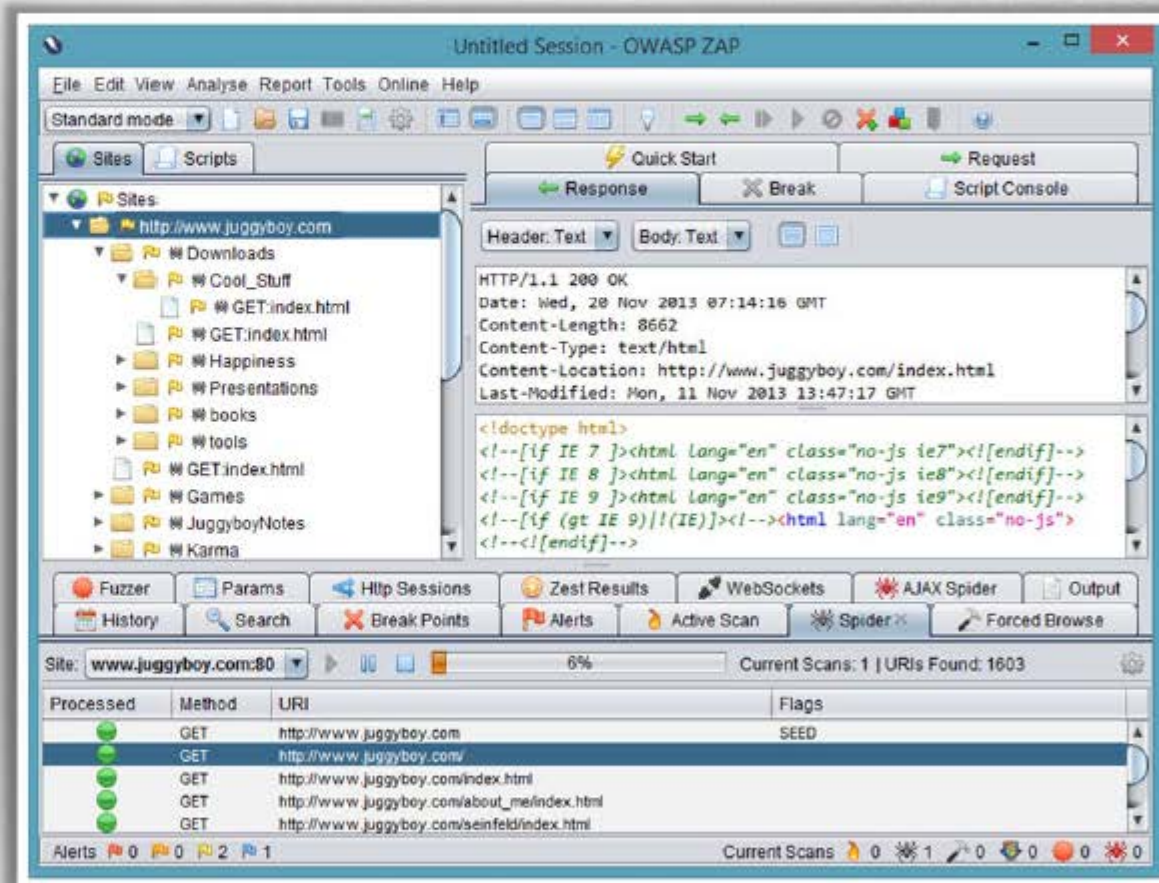 Untitled Session - OWASP ZAP
File Edit View Analyse Report Tools Online Help
Standard mode
Sites Scripts
Quick Start Request
Response Break Script Console
Sites
http://www.juggyboy.com
Downloads
Cool_Stuff
GET:index.html
GET:index.html
Happiness
Presentations
books
tools
GET:index.html
Games
JuggyboyNotes
Karma
Header: Text Body: Text
HTTP/1.1 200 OK
Date: Wed, 20 Nov 2013 07:14:16 GMT
Content-Length: 8662
Content-Type: text/html
Content-Location: http://www.juggyboy.com/index.html
Last-Modified: Mon, 11 Nov 2013 13:47:17 GMT
<!doctype html>
<!--[if IE 7 ]><html lang="en" class="no-js ie7"><![endif]-->
<!--[if IE 8 ]><html lang="en" class="no-js ie8"><![endif]-->
<!--[if IE 9 ]><html lang="en" class="no-js ie9"><![endif]-->
<!--[if (gt IE 9)|!(IE)]><!--><html lang="en" class="no-js">
<!--<![endif]-->
Fuzzer Params Http Sessions Zest Results WebSockets AJAX Spider Output
History Search Break Points Alerts Active Scan Spider Forced Browse
Site: www.juggyboy.com:80 6% Current Scans: 1 | URIs Found: 1603
Processed Method URI Flags
GET http://www.juggyboy.com SEED
GET http://www.juggyboy.com/
GET http://www.juggyboy.com/index.html
GET http://www.juggyboy.com/about_me/index.html
GET http://www.juggyboy.com/seinfeld/index.html
Alerts 0 0 2 1 Current Scans 0 1 0 0 0 0